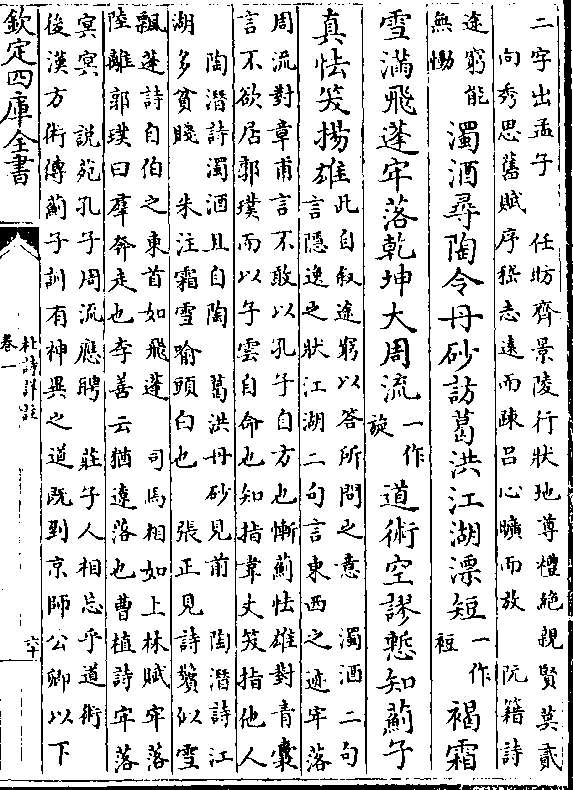 二字出孟子　任昉齊景陵行狀地尊禮絶親賢莫貳
向秀思舊賦序嵇志遠而疎吕心曠而放　阮籍詩
途窮能無慟　濁酒尋陶令丹砂訪葛洪江湖漂短一作裋褐霜
雪滿飛蓬牢落乾坤大周流一作旋道術空謬慙知薊子
真怯笑揚雄此自叙途窮以答所問之意　濁酒二句
言隱逸之狀江湖二句言東西之迹牢落
周流對章甫言不敢以孔子自方也慚薊怯雄對青囊
言不欲居郭璞而以子雲自命也知指韋丈笑指他人
陶潛詩濁酒且自陶　葛洪丹砂見前　陶潛詩江
湖多貧賤　朱注霜雪喻頭白也　張正見詩鬢似雪
飄蓬詩自伯之東首如飛蓬　司馬相如上林賦牢落
陸離郭璞曰羣奔走也李善云猶遼落也曹植詩牢落
冥冥　説苑孔子周流應聘　莊子人相忘乎道術
後漢方術傳薊子訓有神異之道既到京師公卿以下
欽定四庫全書
杜詩詳註
卷一
六十